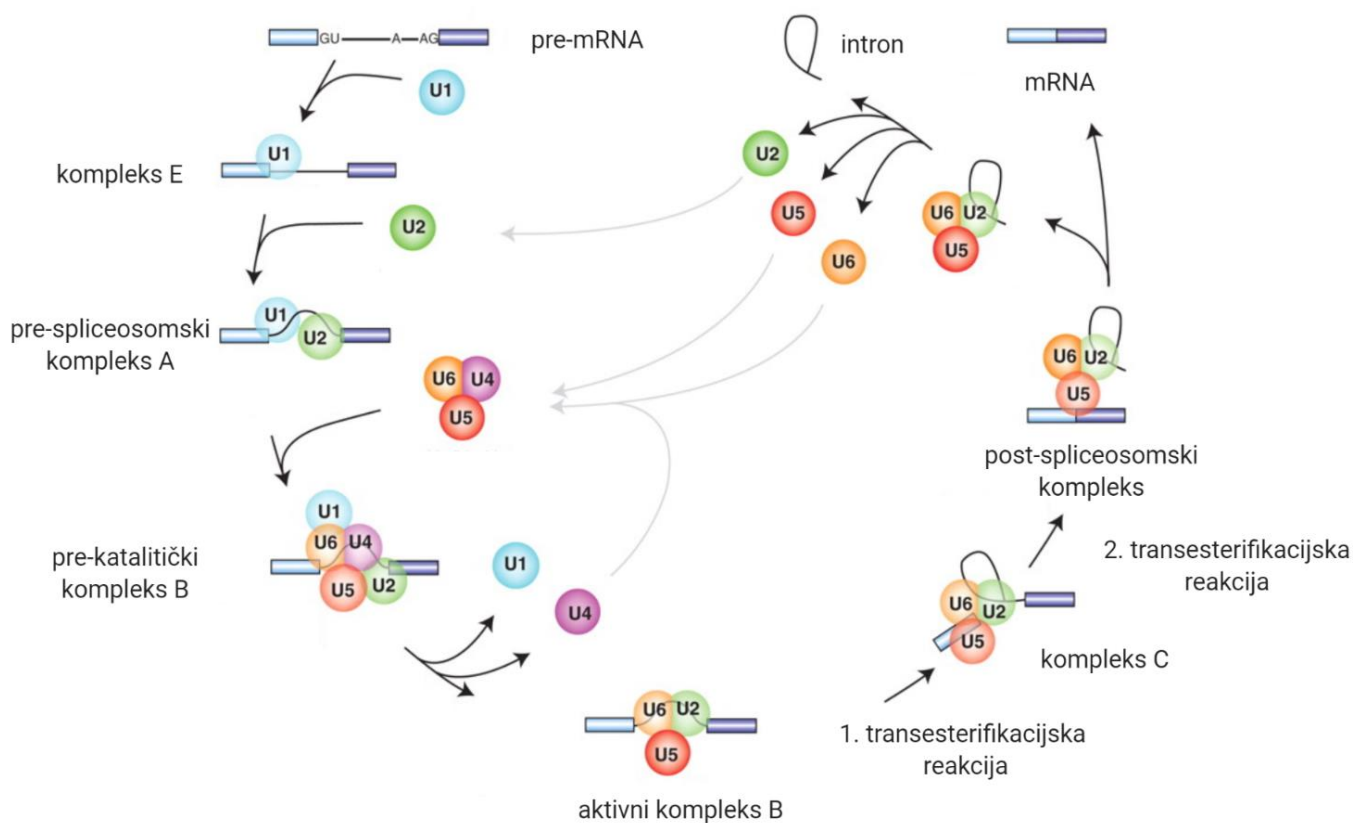 GU A AG
pre-mRNA
U1
U1
kompleks E
U2
U1
U2
pre-spliceosomski
kompleks A
U6 U4
U5
U1
U6 U4
U5 U2
pre-katalitički
kompleks B
U1
U4
U6 U2
U5
aktivni kompleks B
1. transesterifikacijska
reakcija
U6 U2
U5
kompleks C
2. transesterifikacijska
reakcija
U6 U2
U5
post-spliceosomski
kompleks
U6 U2
U5
U2
U5
U6
intron
mRNA